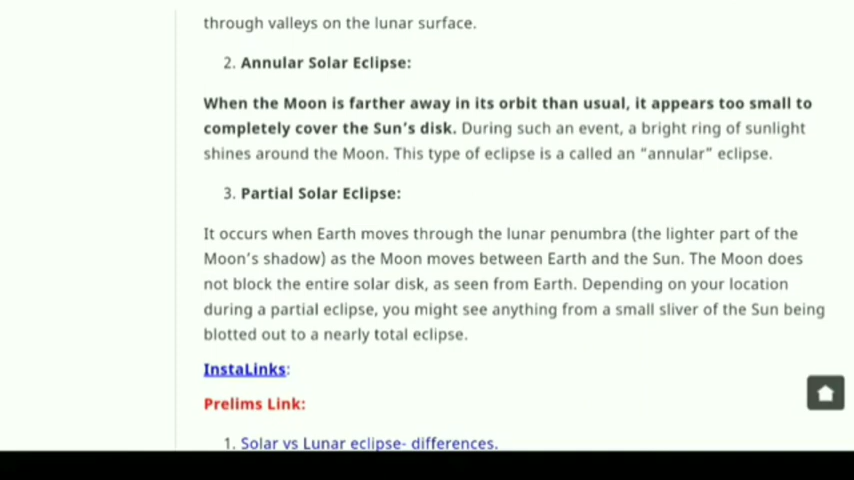 through valleys on the lunar surface.
2. Annular Solar Eclipse:
When the Moon is farther away in its orbit than usual, it appears too small to
completely cover the Sun’s disk. During such an event, a bright ring of sunlight
shines around the Moon. This type of eclipse is a called an “annular” eclipse.
3. Partial Solar Eclipse:
It occurs when Earth moves through the lunar penumbra (the lighter part of the
Moon’s shadow) as the Moon moves between Earth and the Sun. The Moon does
not block the entire solar disk, as seen from Earth. Depending on your location
during a partial eclipse, you might see anything from a small sliver of the Sun being
blotted out to a nearly total eclipse.
InstaLinks:
Prelims Link:
1. Solar vs Lunar eclipse- differences.